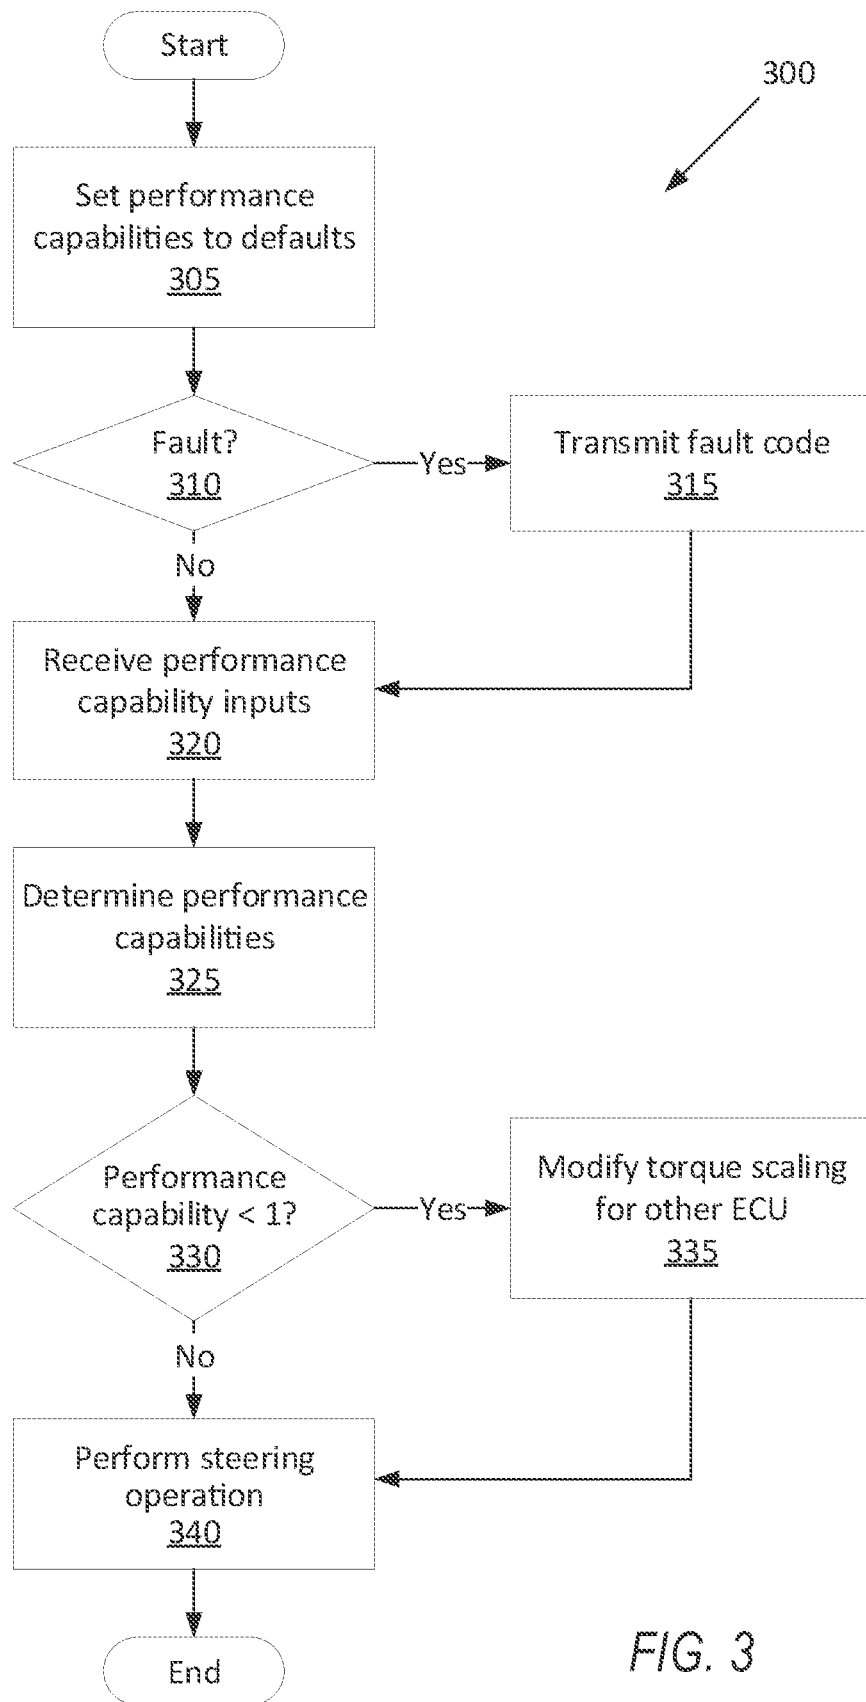 Start
300
Set performance
capabilities to defaults
305
Fault?
310
Yes
Transmit fault code
315
No
Receive performance
capability inputs
320
Determine performance
capabilities
325
Performance
capability < 1?
330
Yes
Modify torque scaling
for other ECU
335
No
Perform steering
operation
340
End
FIG. 3